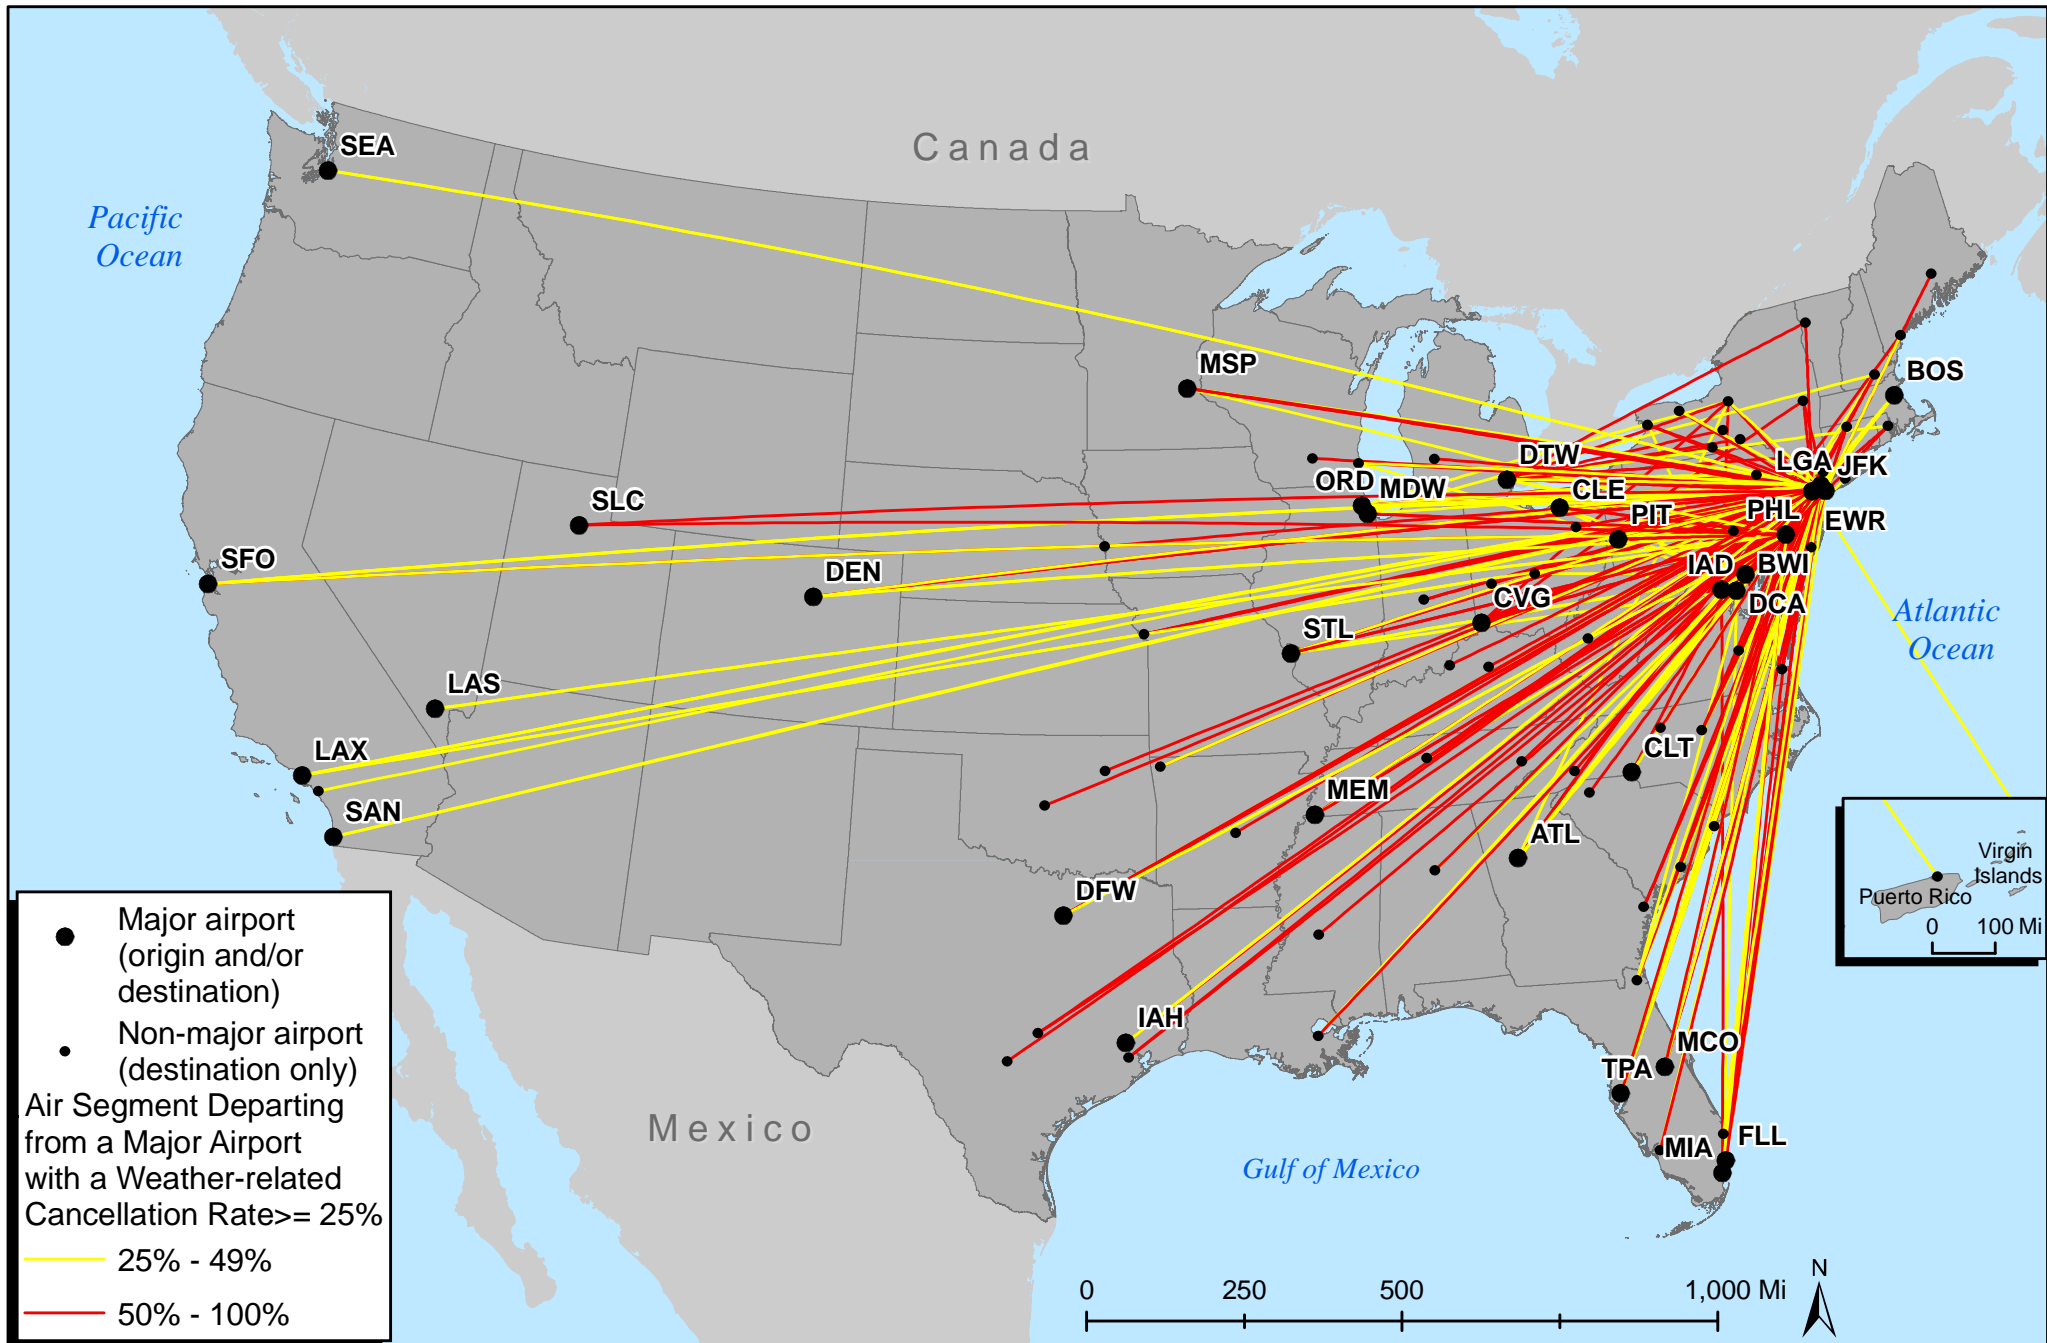 Canada
SEA
Pacific
Ocean
MSP
BOS
DTW
LGA
JFK
ORD
MDW
CLE
SLC
PIT
PHL
EWR
SFO
DEN
IAD
BWI
CVG
DCA
STL
Atlantic
Ocean
LAS
LAX
CLT
SAN
MEM
ATL
Virgin
Islands
Puerto Rico
0 100 Mi
DFW
IAH
MCO
TPA
Mexico
MIA
FLL
Gulf of Mexico
Major airport
(origin and/or
destination)
Non-major airport
(destination only)
Air Segment Departing
from a Major Airport
with a Weather-related
Cancellation Rate>= 25%
25% - 49%
50% - 100%
0 250 500 1,000 Mi
N